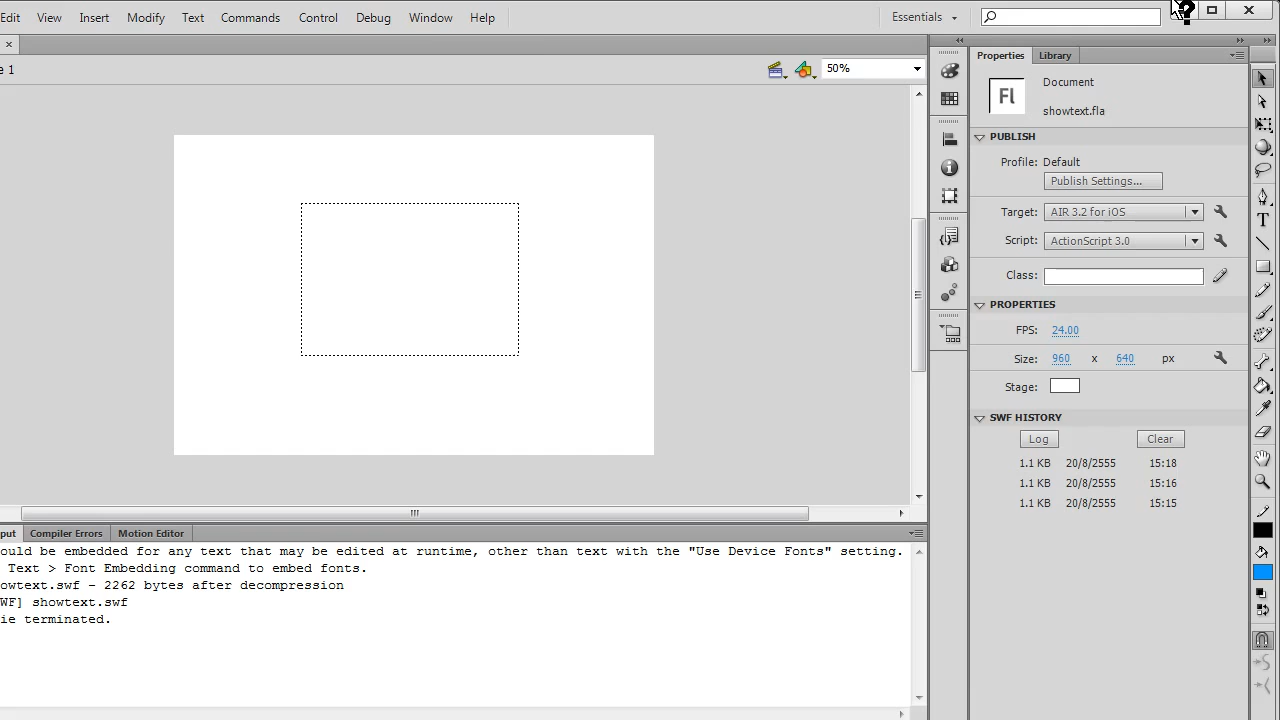 Edit View Insert Modify Text Commands Control Debug Window Help Essentials
e 1 50%
Properties Library
Fl Document
showtext.fla
PUBLISH
Profile: Default
Publish Settings...
Target: AIR 3.2 for iOS
Script: ActionScript 3.0
Class:
PROPERTIES
FPS: 24.00
Size: 960 x 640 px
Stage:
SWF HISTORY
Log Clear
1.1 KB 20/8/2555 15:18
1.1 KB 20/8/2555 15:16
1.1 KB 20/8/2555 15:15
put Compiler Errors Motion Editor
ould be embedded for any text that may be edited at runtime, other than text with the "Use Device Fonts" setting.
Text > Font Embedding command to embed fonts.
owtext.swf - 2262 bytes after decompression
WF] showtext.swf
ie terminated.